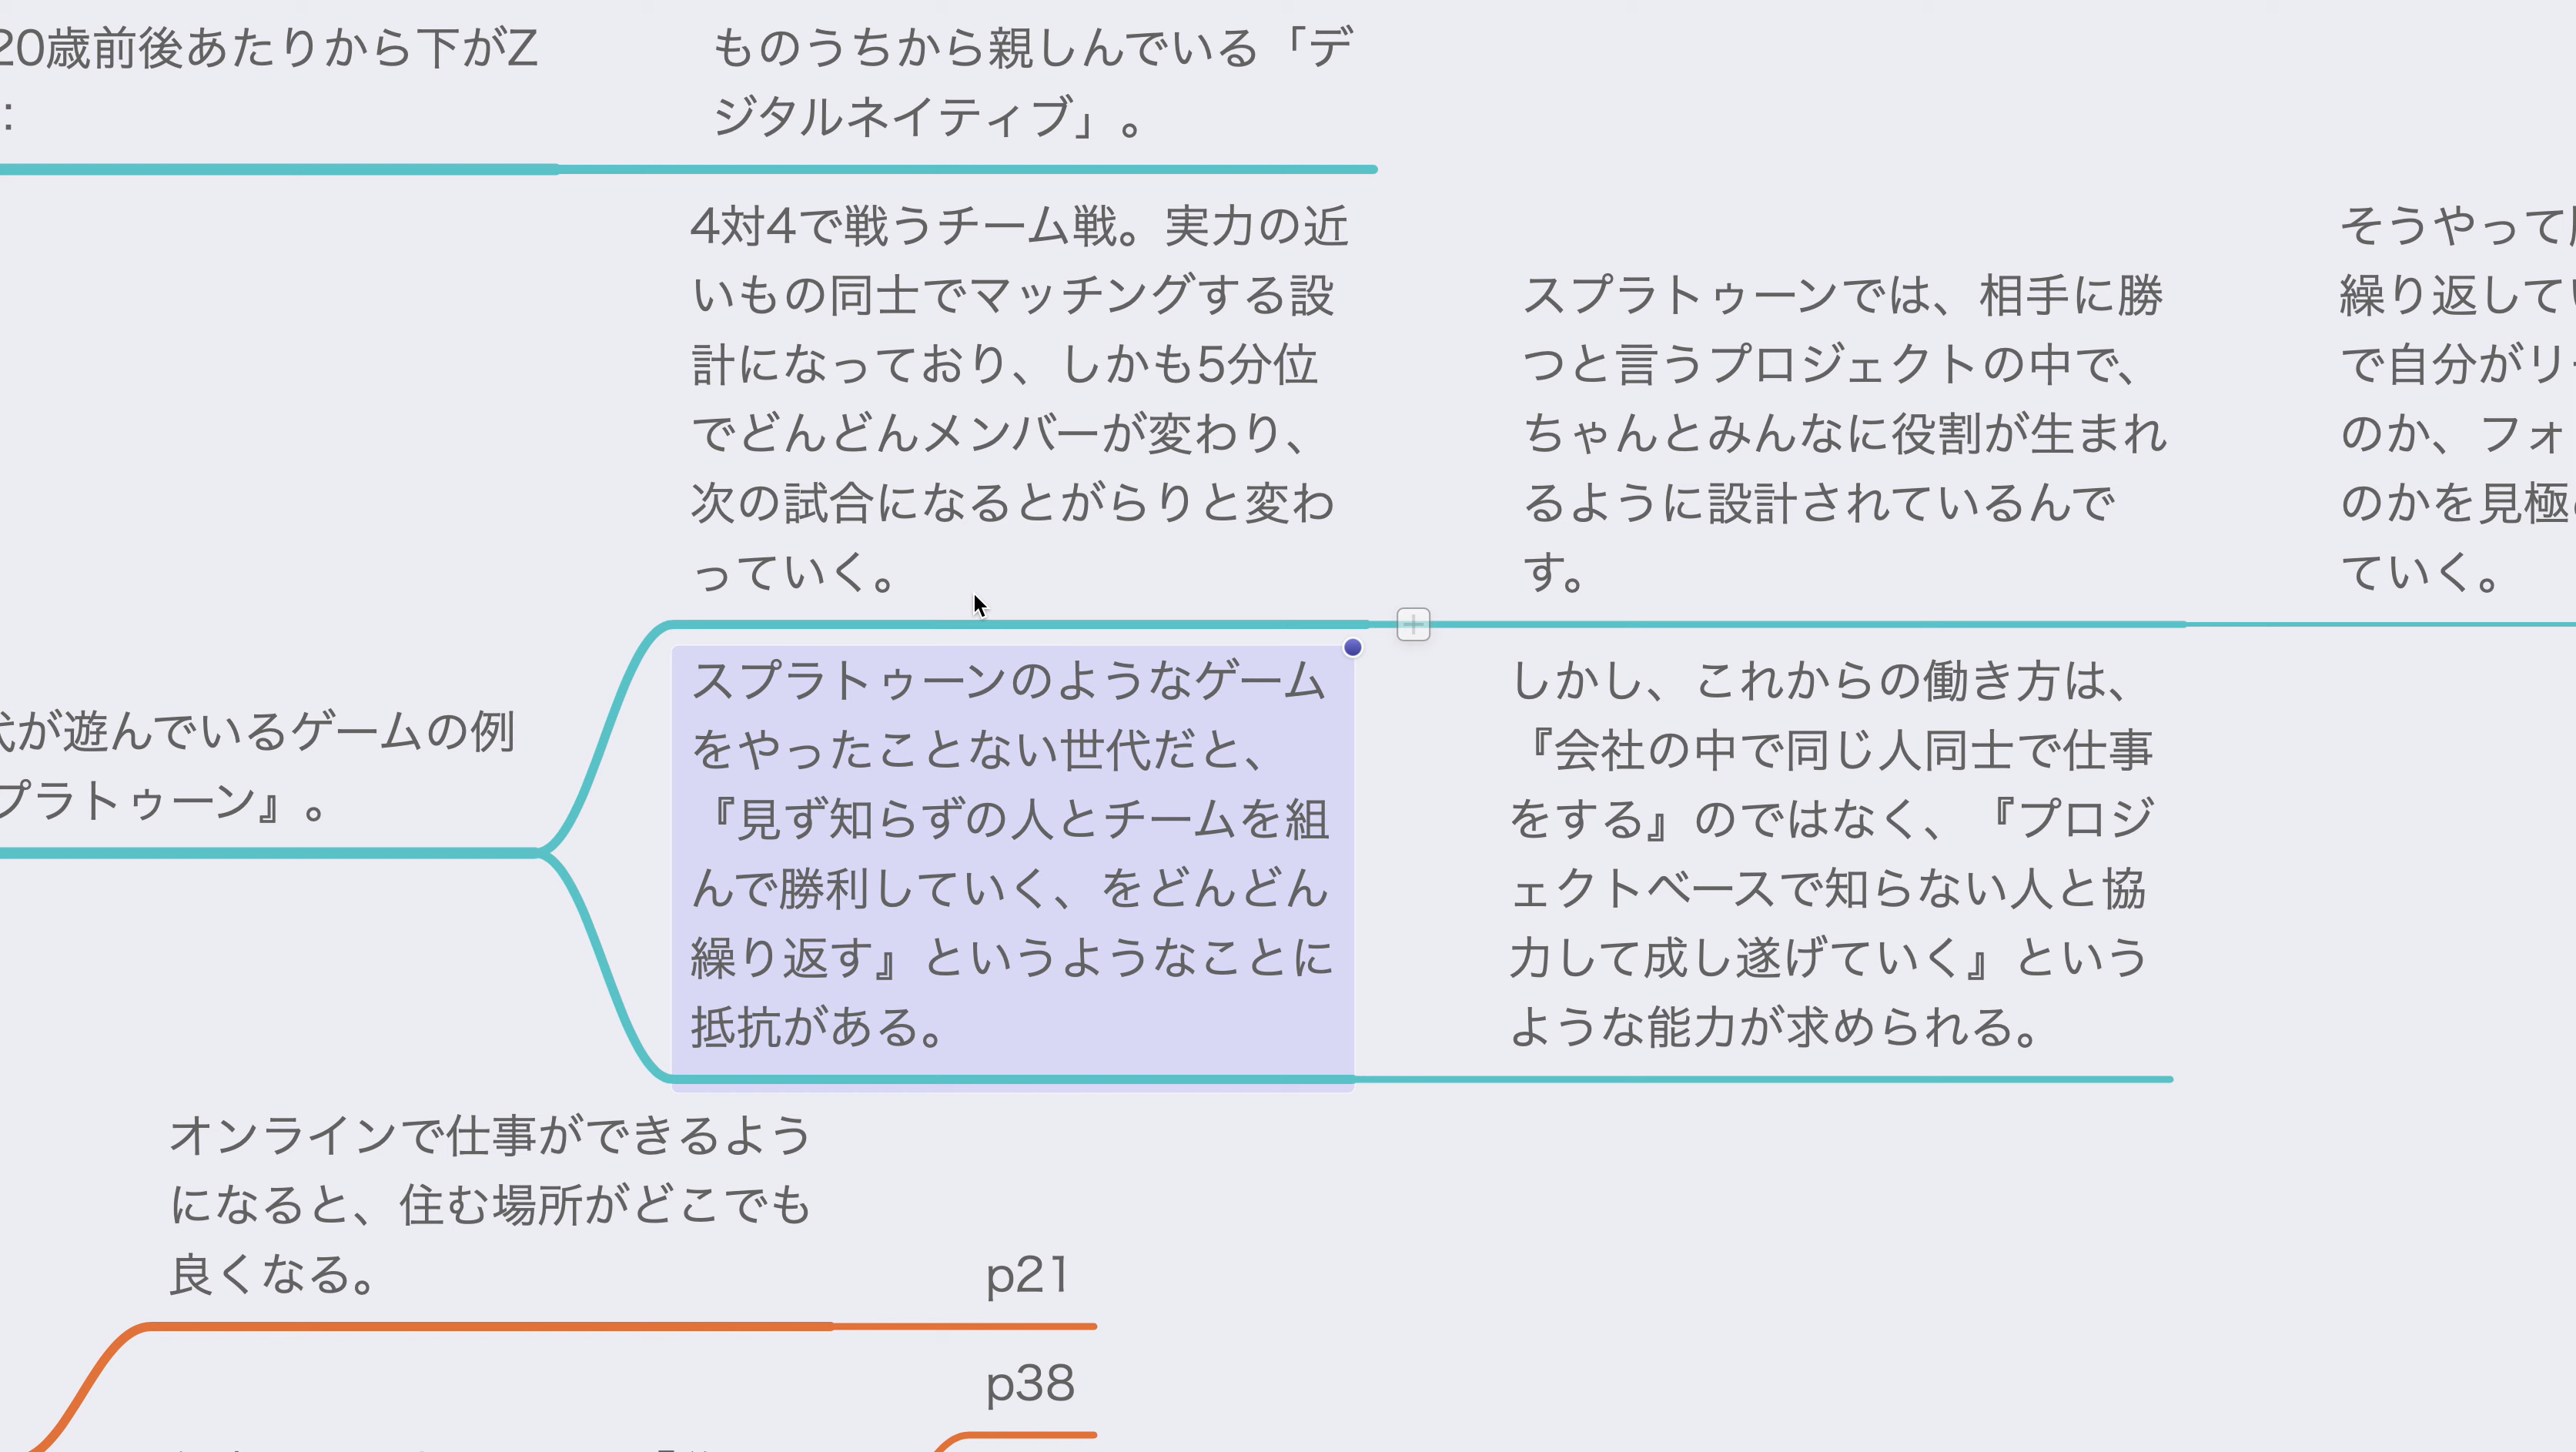 20歳前後あたりから下がZ
:
ものうちから親しんでいる「デ
ジタルネイティブ」。
4対4で戦うチーム戦。実力の近
いもの同士でマッチングする設
計になっており、しかも5分位
でどんどんメンバーが変わり、
次の試合になるとがらりと変わ
っていく。
スプラトゥーンでは、相手に勝
つと言うプロジェクトの中で、
ちゃんとみんなに役割が生まれ
るように設計されているんで
す。
そうやって
繰り返して
で自分がリ
のか、フォ
のかを見極
ていく。
が遊んでいるゲームの例
プラトゥーン』。
スプラトゥーンのようなゲーム
をやったことない世代だと、
『見ず知らずの人とチームを組
んで勝利していく、をどんどん
繰り返す』というようなことに
抵抗がある。
しかし、これからの働き方は、
『会社の中で同じ人同士で仕事
をする』のではなく、『プロジ
ェクトベースで知らない人と協
力して成し遂げていく』という
ような能力が求められる。
オンラインで仕事ができるよう
になると、住む場所がどこでも
良くなる。
p21
p38